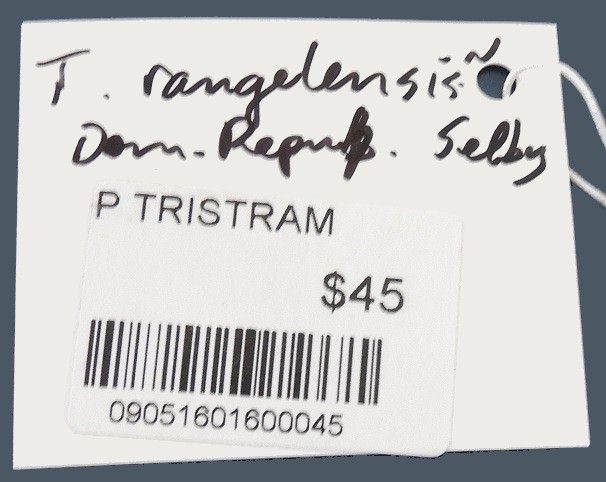 T. rangelensis
Dom. Repub. Selby
P TRISTRAM
$45
09051601600045